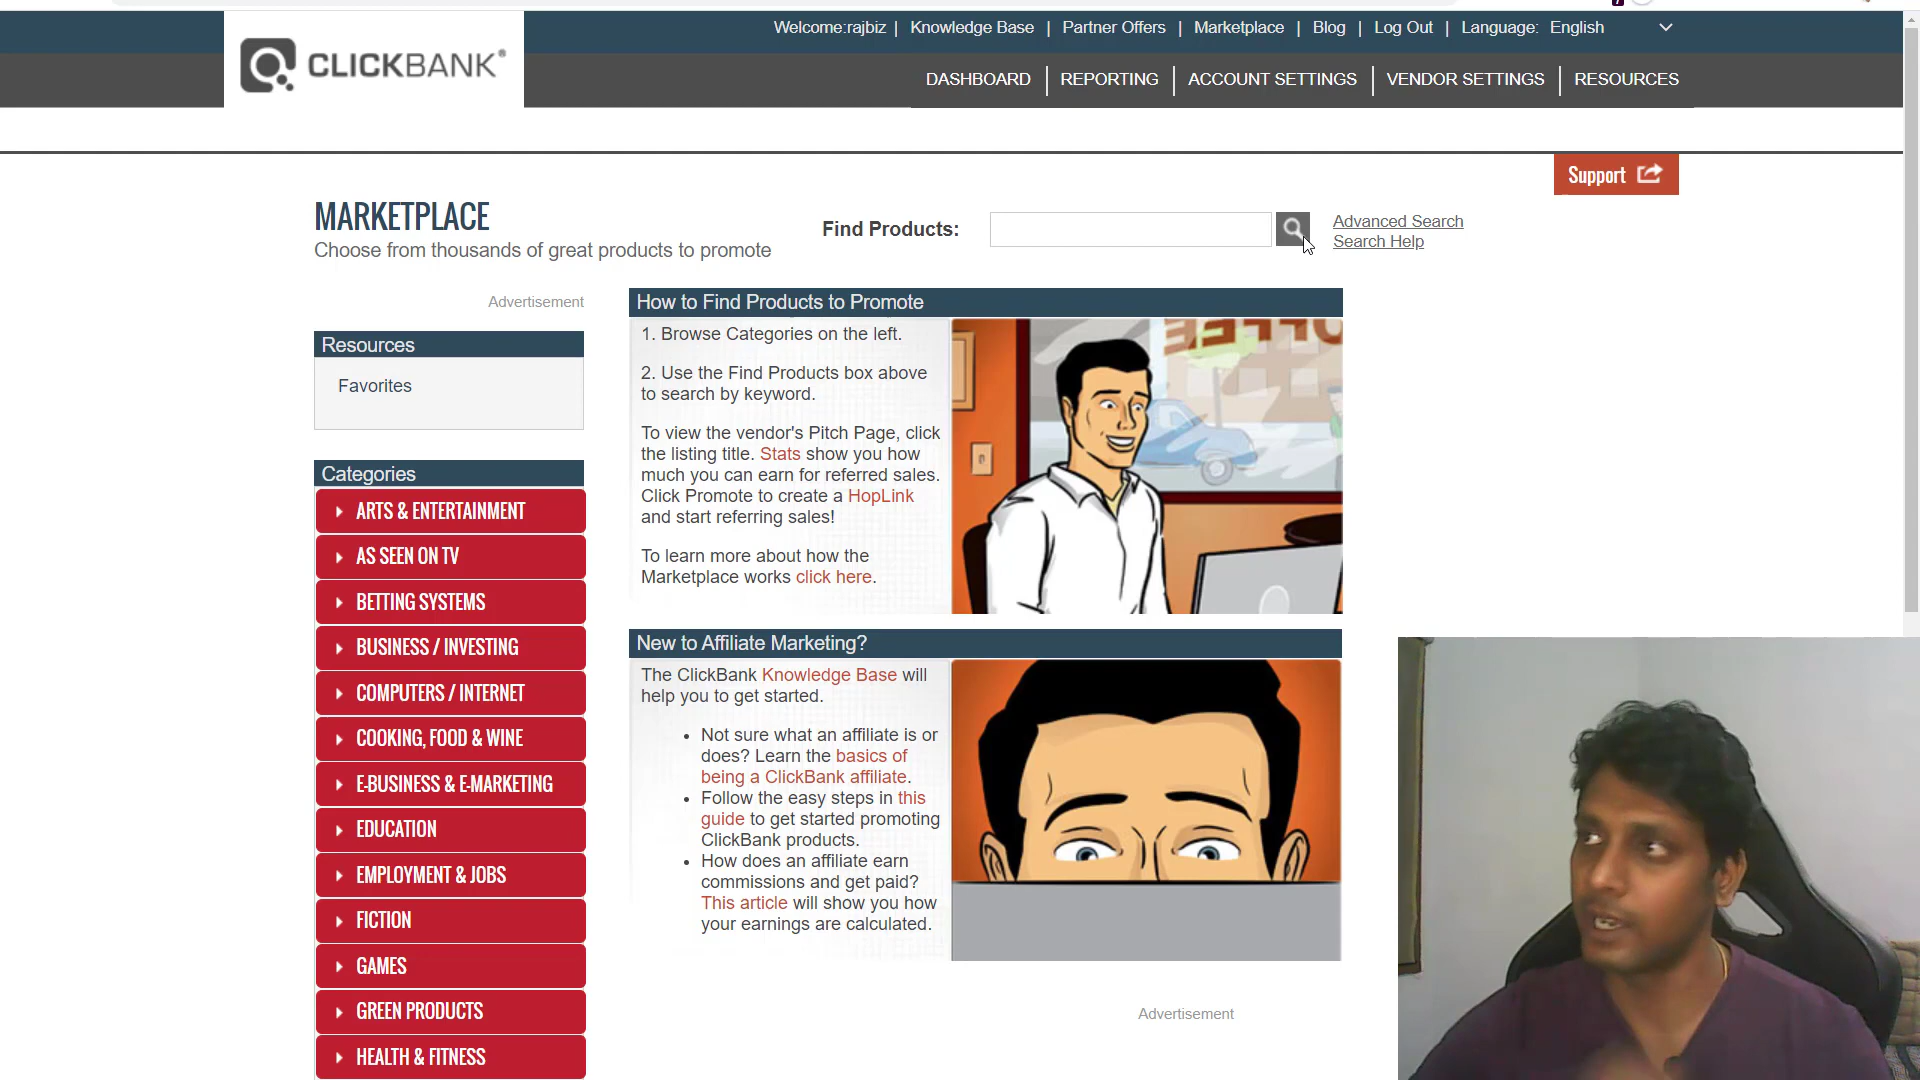 Welcome:rajbiz | Knowledge Base | Partner Offers | Marketplace | Blog | Log Out | Language: English
CLICKBANK®
DASHBOARD | REPORTING | ACCOUNT SETTINGS | VENDOR SETTINGS | RESOURCES
Support
MARKETPLACE
Choose from thousands of great products to promote
Find Products:
Advanced Search
Search Help
Advertisement
Resources
Favorites
Categories
ARTS & ENTERTAINMENT
AS SEEN ON TV
BETTING SYSTEMS
BUSINESS / INVESTING
COMPUTERS / INTERNET
COOKING, FOOD & WINE
E-BUSINESS & E-MARKETING
EDUCATION
EMPLOYMENT & JOBS
FICTION
GAMES
GREEN PRODUCTS
HEALTH & FITNESS
How to Find Products to Promote
1. Browse Categories on the left.
2. Use the Find Products box above
to search by keyword.
To view the vendor's Pitch Page, click
the listing title. Stats show you how
much you can earn for referred sales.
Click Promote to create a HopLink
and start referring sales!
To learn more about how the
Marketplace works click here.
New to Affiliate Marketing?
The ClickBank Knowledge Base will
help you to get started.
• Not sure what an affiliate is or
does? Learn the basics of
being a ClickBank affiliate.
• Follow the easy steps in this
guide to get started promoting
ClickBank products.
• How does an affiliate earn
commissions and get paid?
This article will show you how
your earnings are calculated.
Advertisement